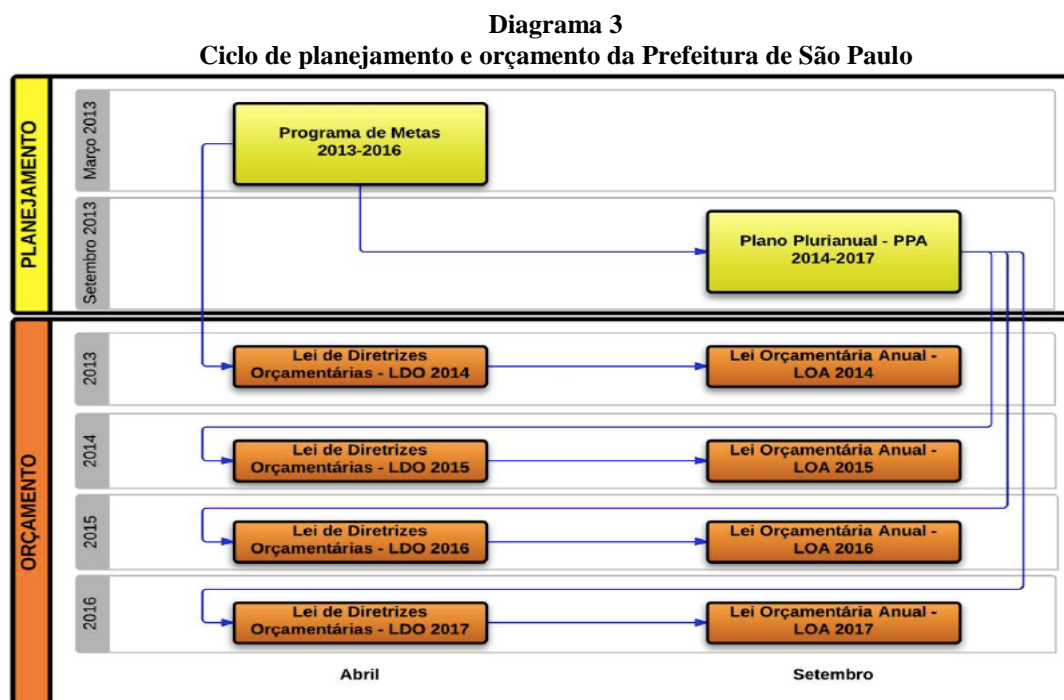 Diagrama 3
Ciclo de planejamento e orçamento da Prefeitura de São Paulo
PLANEJAMENTO
Março 2013
Programa de Metas
2013-2016
Setembro 2013
Plano Plurianual - PPA
2014-2017
ORÇAMENTO
2013
Lei de Diretrizes
Orçamentárias - LDO 2014
Lei Orçamentária Anual -
LOA 2014
2014
Lei de Diretrizes
Orçamentárias - LDO 2015
Lei Orçamentária Anual -
LOA 2015
2015
Lei de Diretrizes
Orçamentárias - LDO 2016
Lei Orçamentária Anual -
LOA 2016
2016
Lei de Diretrizes
Orçamentárias - LDO 2017
Lei Orçamentária Anual -
LOA 2017
Abril
Setembro